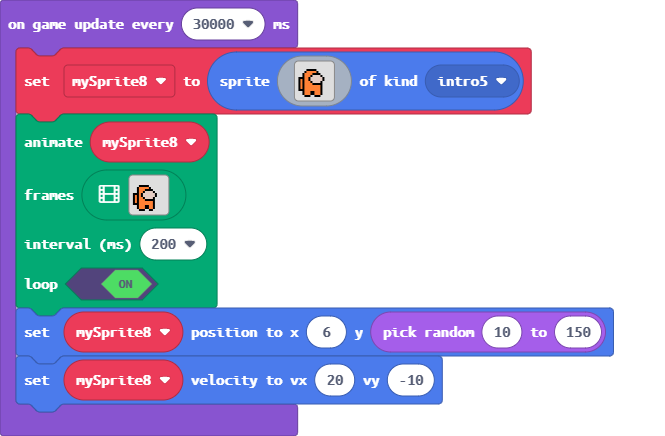 on game update every 30000 ms
set mySprite8 to sprite of kind intro5
animate mySprite8
frames
interval (ms) 200
loop ON
set mySprite8 position to x 6 y pick random 10 to 150
set mySprite8 velocity to vx 20 vy -10